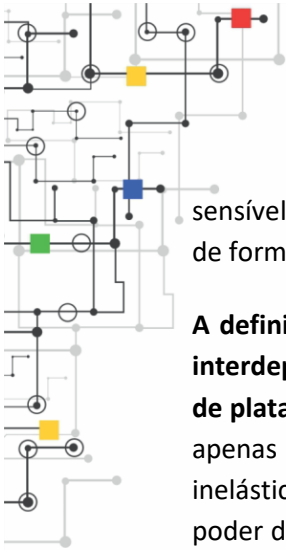 sensível
de form
A defini
interdep
de plata
apenas
inelástic
poder d